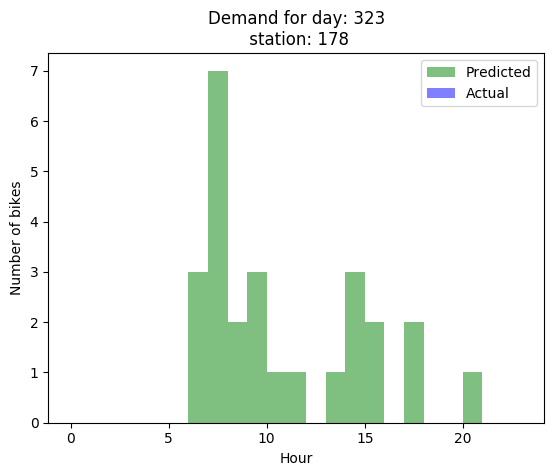 Demand for day: 323
station: 178
Predicted
Actual
Number of bikes
7
6
5
4
3
2
1
0
0 5 10 15 20
Hour